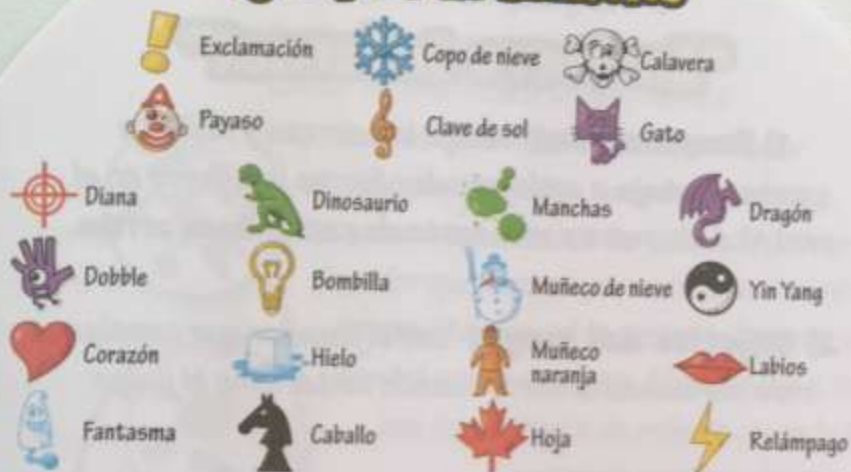 Exclamación Copo de nieve Calavera
Payaso Clave de sol Gato
Diana Dinosaurio Manchas Dragón
Dobble Bombilla Muñeco de nieve Yin Yang
Corazón Hielo Muñeco naranja Labios
Fantasma Caballo Hoja Relámpago